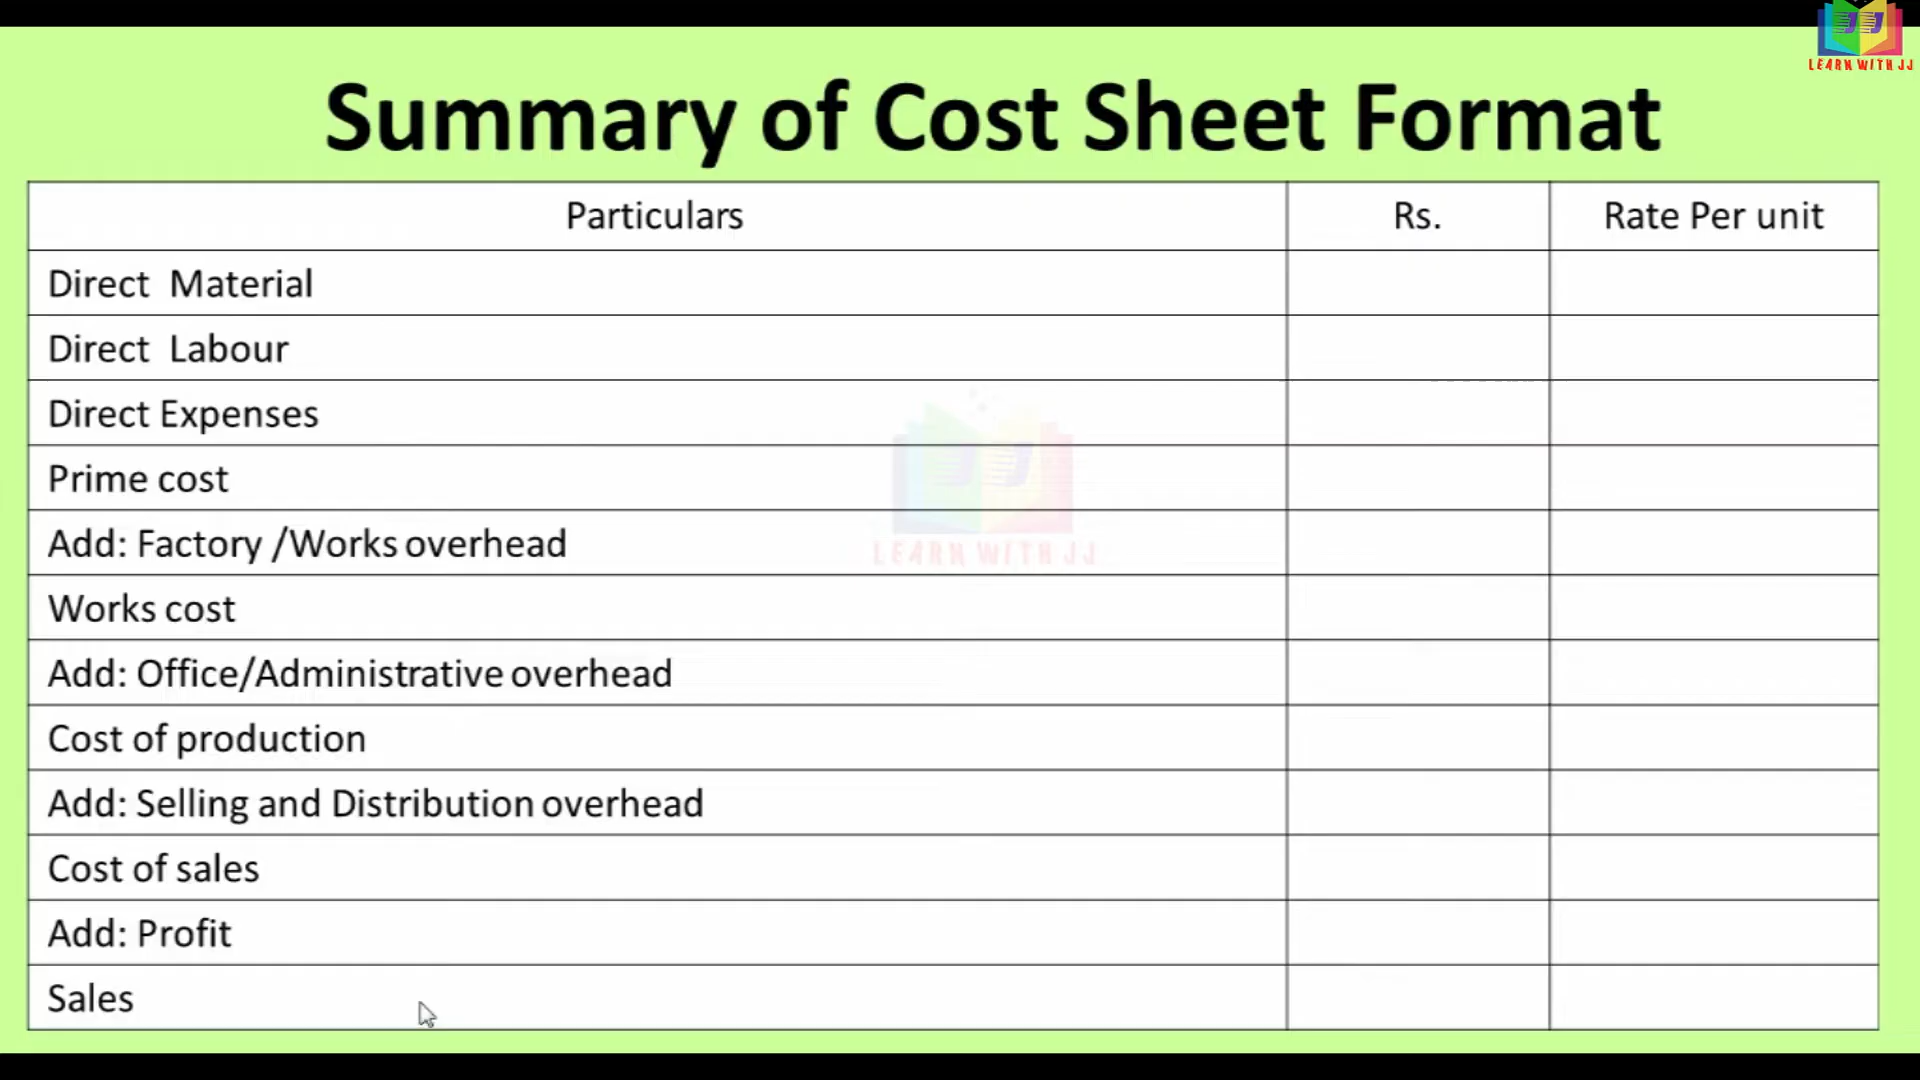 LEARN WITH JJ
Summary of Cost Sheet Format
Particulars Rs. Rate Per unit
Direct Material
Direct Labour
Direct Expenses
Prime cost
Add: Factory /Works overhead
LEARN WITH JJ
Works cost
Add: Office/Administrative overhead
Cost of production
Add: Selling and Distribution overhead
Cost of sales
Add: Profit
Sales